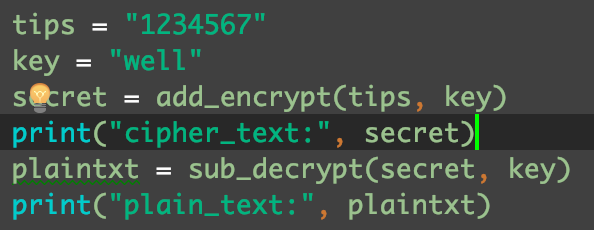 tips = "1234567"
key = "well"
secret = add_encrypt(tips, key)
print("cipher_text:", secret)
plaintxt = sub_decrypt(secret, key)
print("plain_text:", plaintxt)